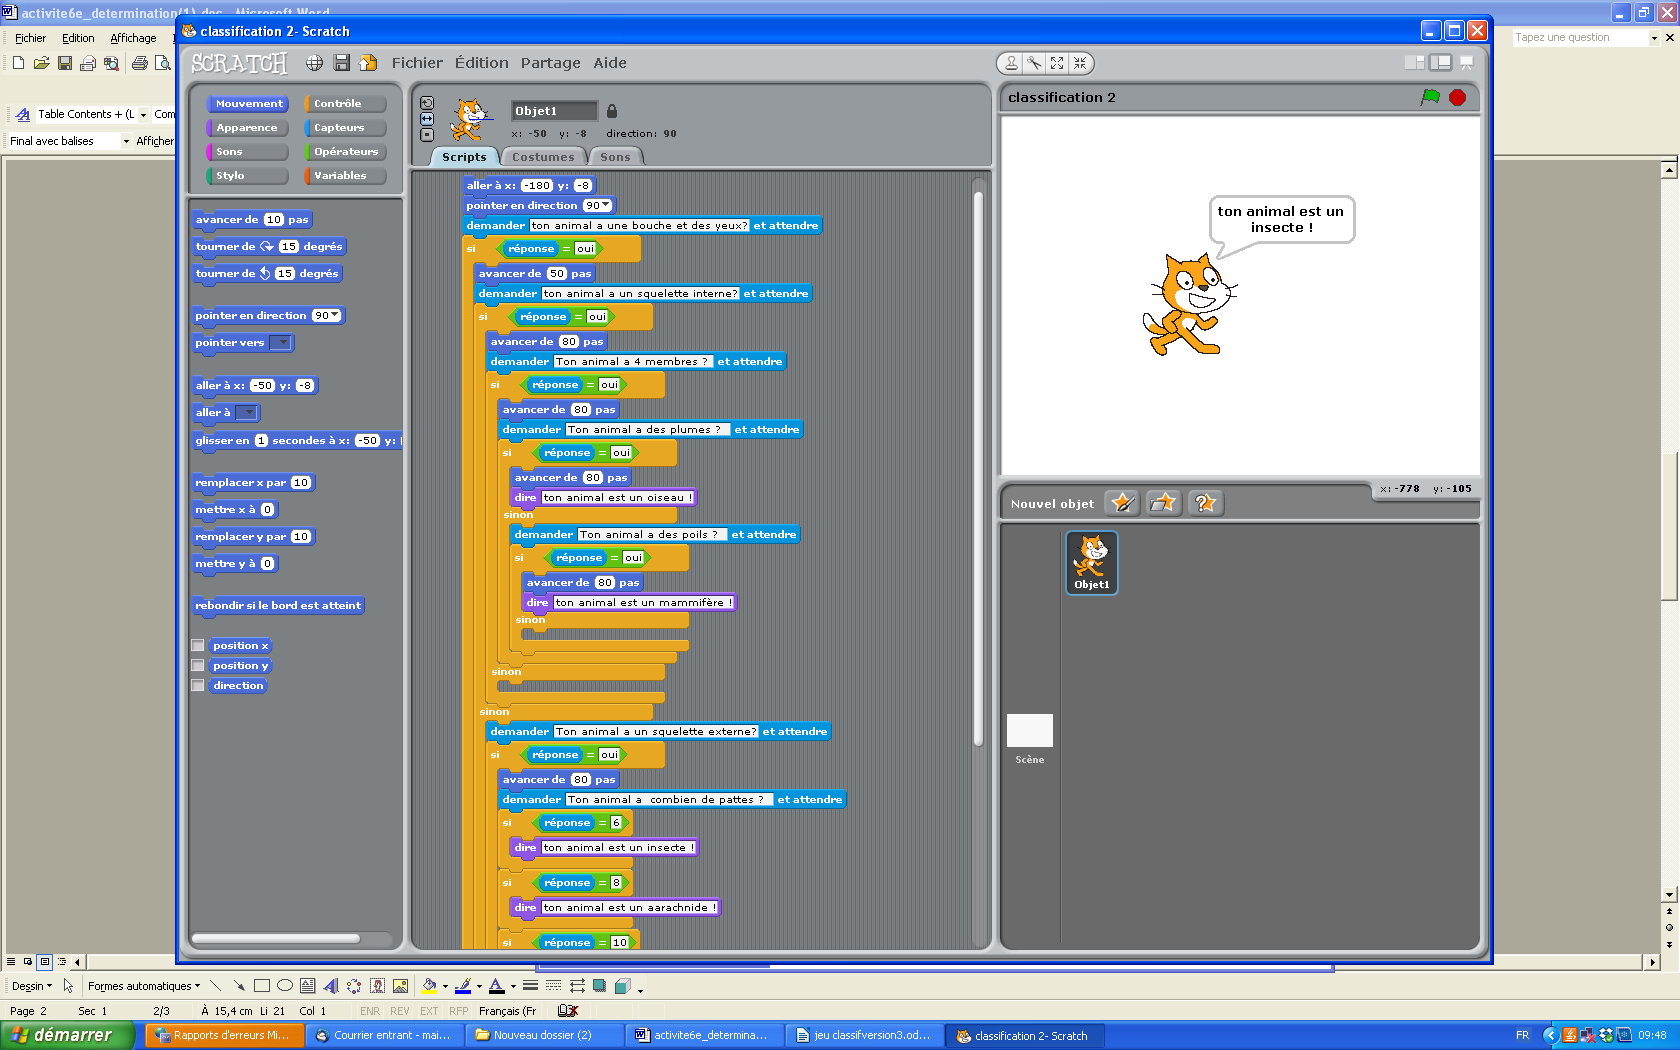 activite6e_determination(1).doc - Microsoft Word
Fichier Edition Affichage
Tapez une question
Table Contents + (L
Com
Final avec balises
Afficher
classification 2- Scratch
SCRATCH
Fichier Édition Partage Aide
Mouvement Contrôle
Apparence Capteurs
Sons Opérateurs
Stylo Variables
avancer de 10 pas
tourner de 15 degrés
tourner de 15 degrés
pointer en direction 90
pointer vers
aller à x: -50 y: -8
aller à
glisser en 1 secondes à x: -50 y:
remplacer x par 10
mettre x à 0
remplacer y par 10
mettre y à 0
rebondir si le bord est atteint
position x
position y
direction
Objet1
x: -50 y: -8 direction: 90
Scripts Costumes Sons
aller à x: -180 y: -8
pointer en direction 90
demander ton animal a une bouche et des yeux? et attendre
si réponse = oui
avancer de 50 pas
demander ton animal a un squelette interne? et attendre
si réponse = oui
avancer de 80 pas
demander Ton animal a 4 membres ? et attendre
si réponse = oui
avancer de 80 pas
demander Ton animal a des plumes ? et attendre
si réponse = oui
avancer de 80 pas
dire ton animal est un oiseau !
sinon
demander Ton animal a des poils ? et attendre
si réponse = oui
avancer de 80 pas
dire ton animal est un mammifère !
sinon
sinon
sinon
demander Ton animal a un squelette externe? et attendre
si réponse = oui
avancer de 80 pas
demander Ton animal a combien de pattes ? et attendre
si réponse = 6
dire ton animal est un insecte !
si réponse = 8
dire ton animal est un aarachnide !
si réponse = 10
classification 2
ton animal est un
insecte !
x: -778 y: -105
Nouvel objet
Objet1
Scène
Dessin Formes automatiques
Page 2 Sec 1 2/3 À 15,4 cm Li 21 Col 1 ENR REV EXT RFP Français (Fr
démarrer
Rapports d'erreurs Mi...
Courrier entrant - mai...
Nouveau dossier (2)
activite6e_determina...
jeu classifversion3.od...
classification 2- Scratch
FR
09:48